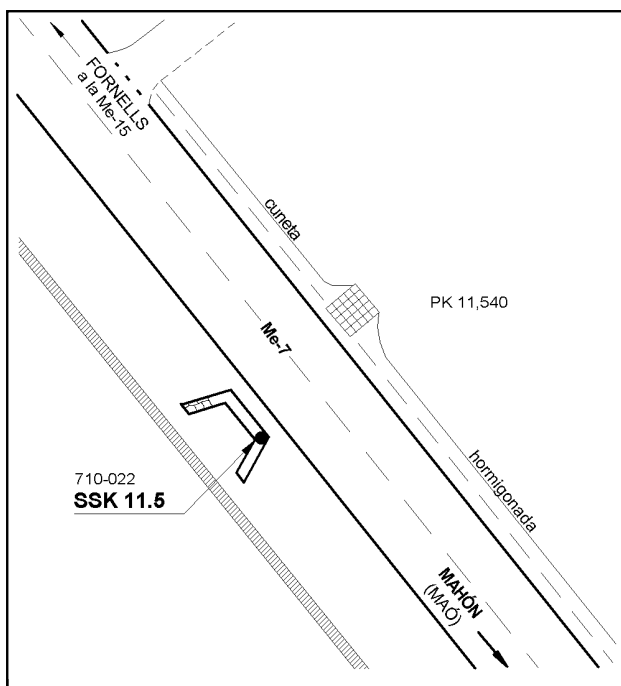 FORNELLS
a la Me-15
cuneta
PK 11,540
Me-7
710-022
SSK 11.5
hormigonada
MAHÓN
(MAÓ)